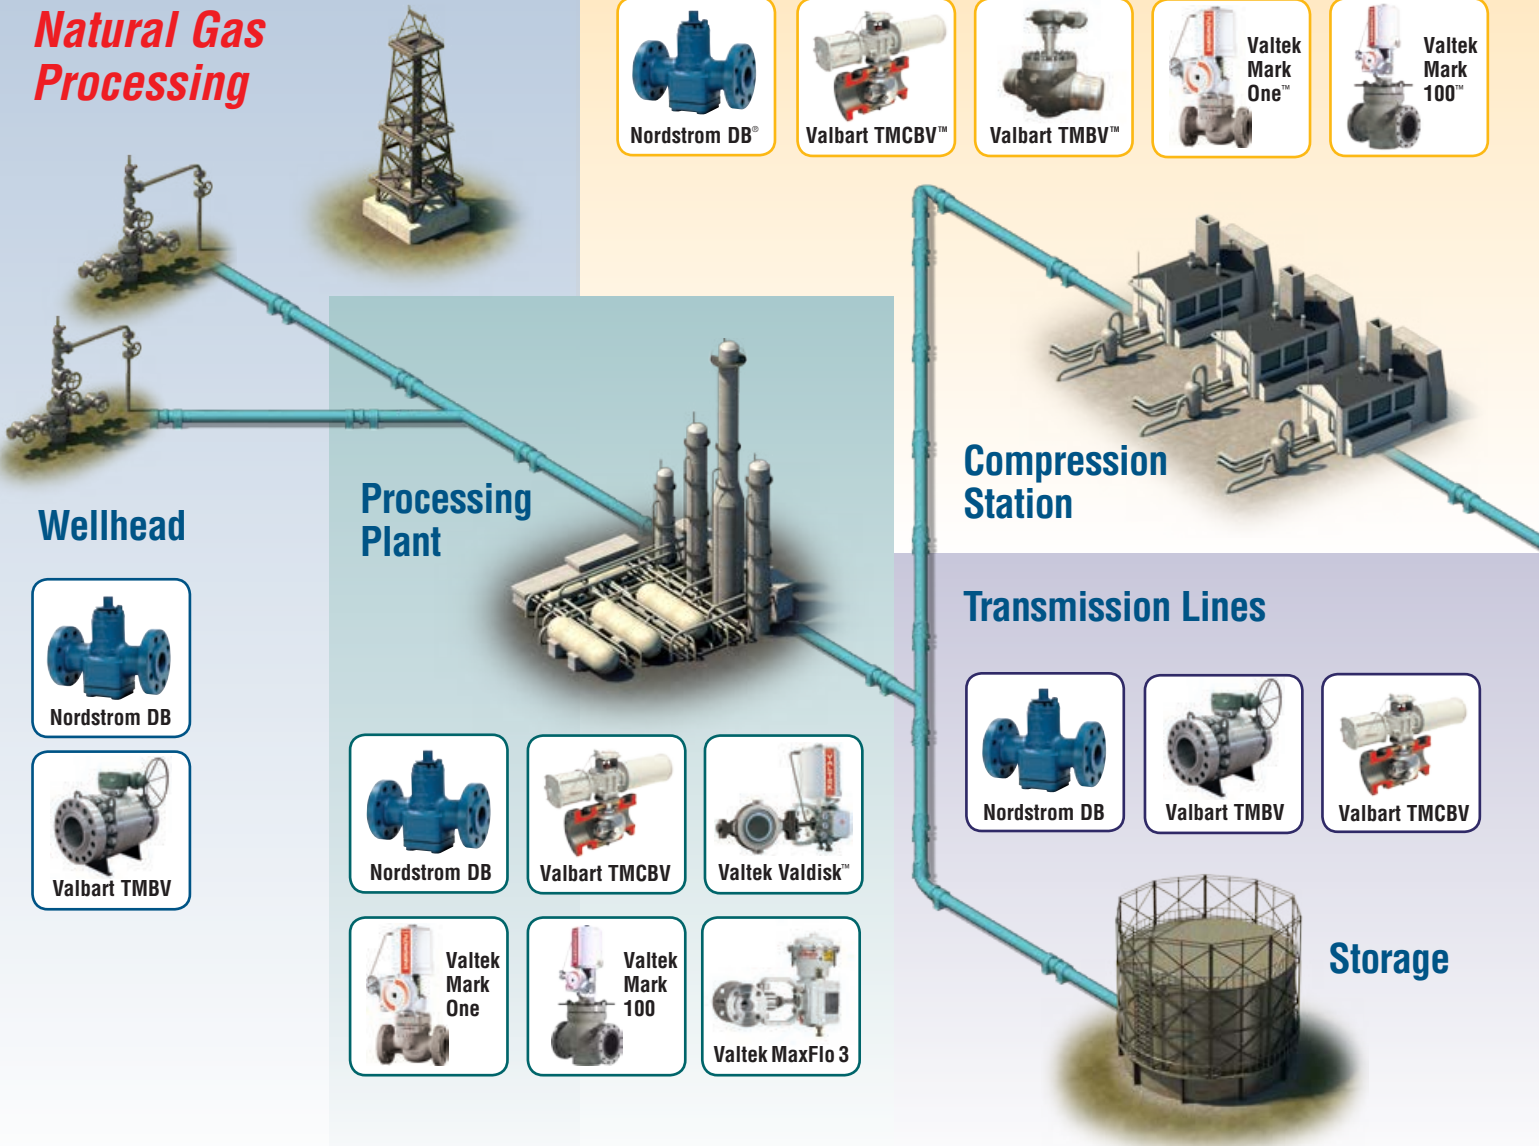 Natural Gas
Processing
Nordstrom DB®
Valbart TMCBV™
Valbart TMBV™
Valtek
Mark
One™
Valtek
Mark
100™
Compression
Station
Wellhead
Nordstrom DB
Valbart TMBV
Processing
Plant
Nordstrom DB
Valbart TMCBV
VALTEK
Valtek Valdisk™
Valtek
Mark
One
Valtek
Mark
100
Valtek MaxFlo 3
Transmission Lines
Nordstrom DB
Valbart TMBV
Valbart TMCBV
Storage